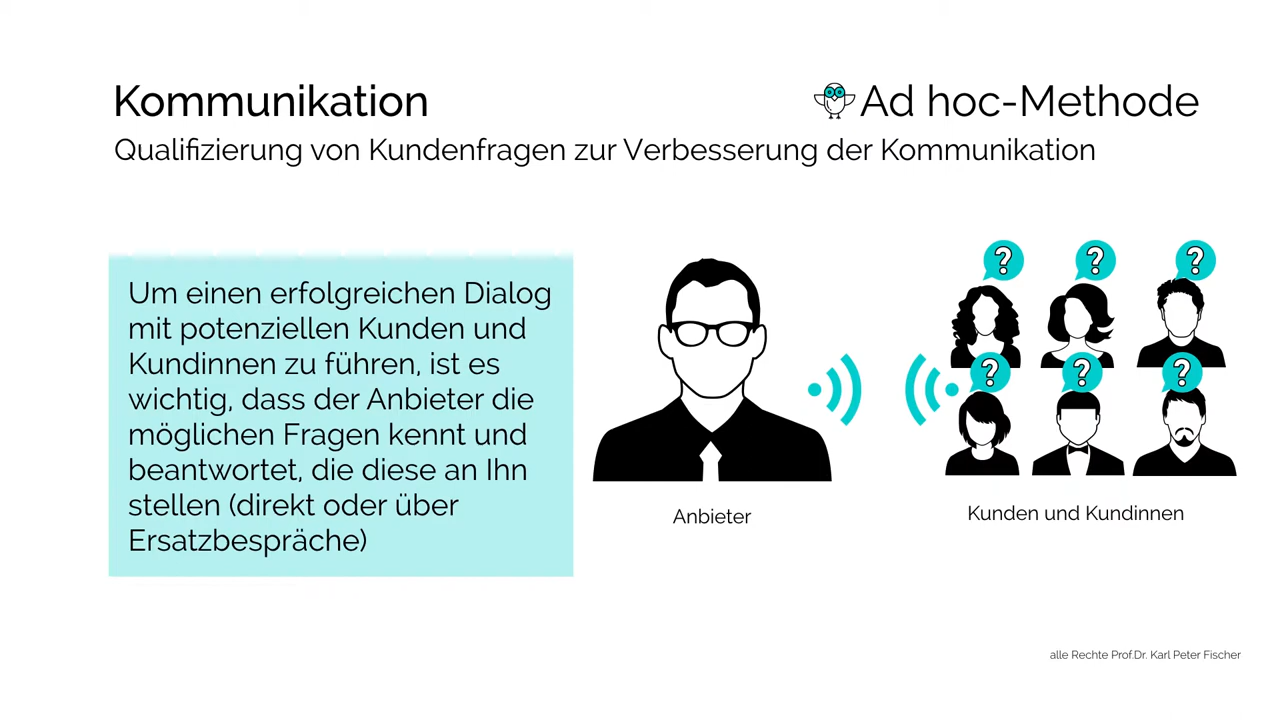 Kommunikation
Ad hoc-Methode
Qualifizierung von Kundenfragen zur Verbesserung der Kommunikation
Um einen erfolgreichen Dialog
mit potenziellen Kunden und
Kundinnen zu führen, ist es
wichtig, dass der Anbieter die
möglichen Fragen kennt und
beantwortet, die diese an Ihn
stellen (direkt oder über
Ersatzbespräche)
?
?
?
?
?
?
Anbieter
Kunden und Kundinnen
alle Rechte Prof.Dr. Karl Peter Fischer